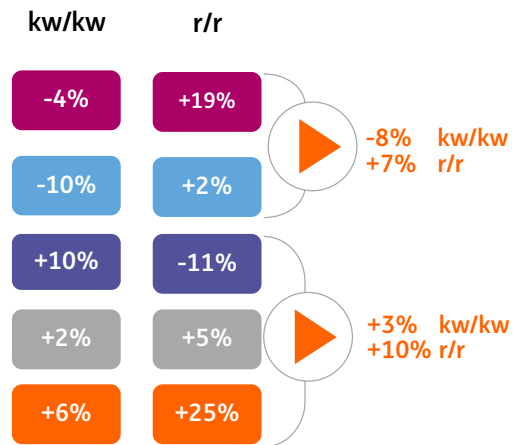 kw/kw r/r
-4% +19%
-8% kw/kw
+7% r/r
-10% +2%
+10% -11%
+2% +5%
+3% kw/kw
+10% r/r
+6% +25%